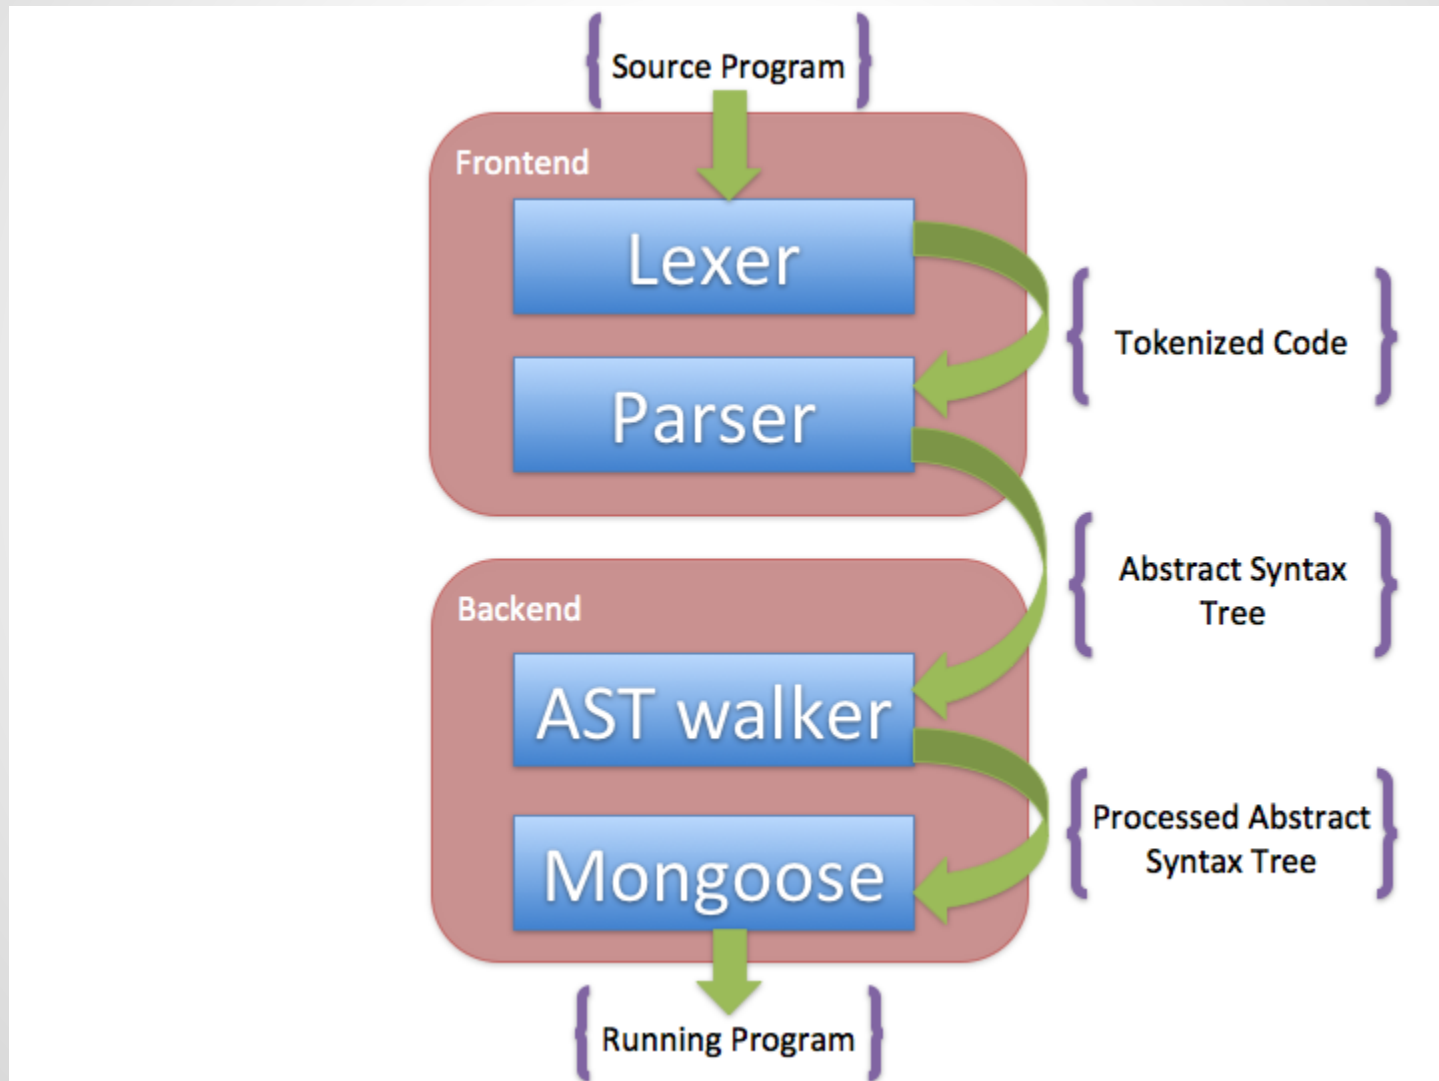 Source Program
Frontend
Lexer
Tokenized Code
Parser
Abstract Syntax
Tree
Backend
AST walker
Processed Abstract
Syntax Tree
Mongoose
Running Program